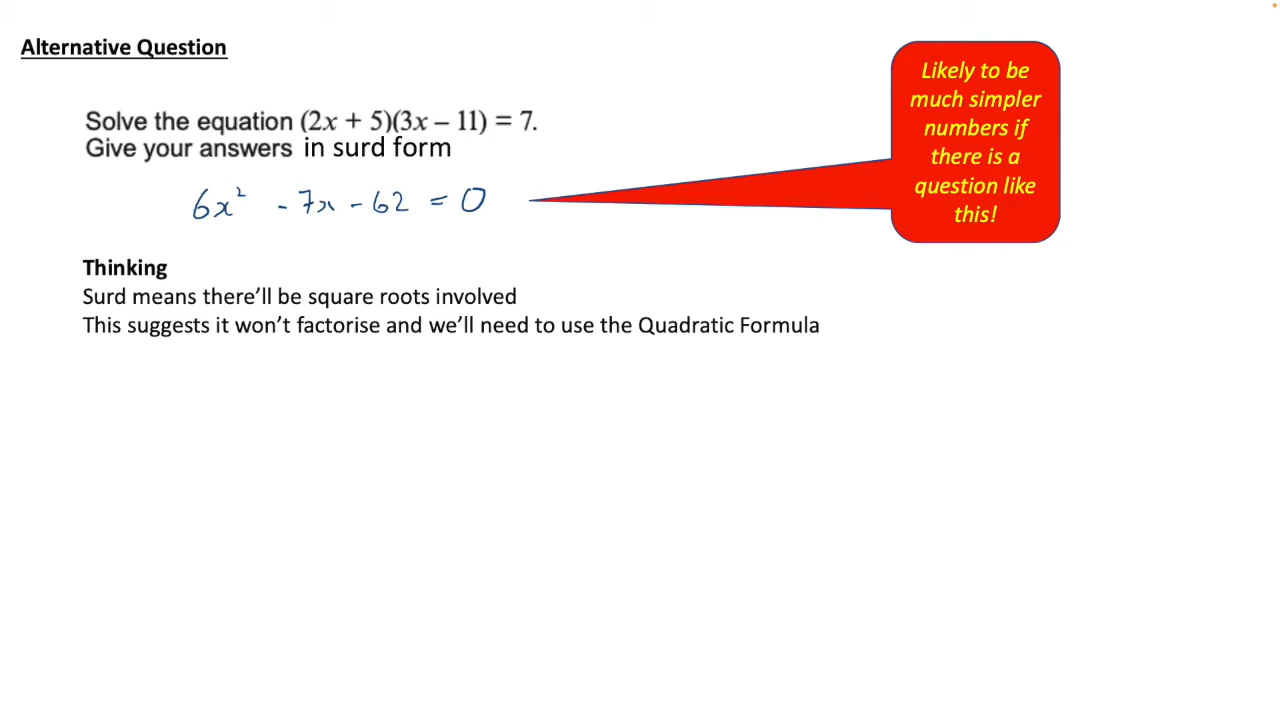 Alternative Question
Solve the equation (2x + 5)(3x – 11) = 7.
Give your answers in surd form
6x² - 7x - 62 = 0
Likely to be
much simpler
numbers if
there is a
question like
this!
Thinking
Surd means there’ll be square roots involved
This suggests it won’t factorise and we’ll need to use the Quadratic Formula